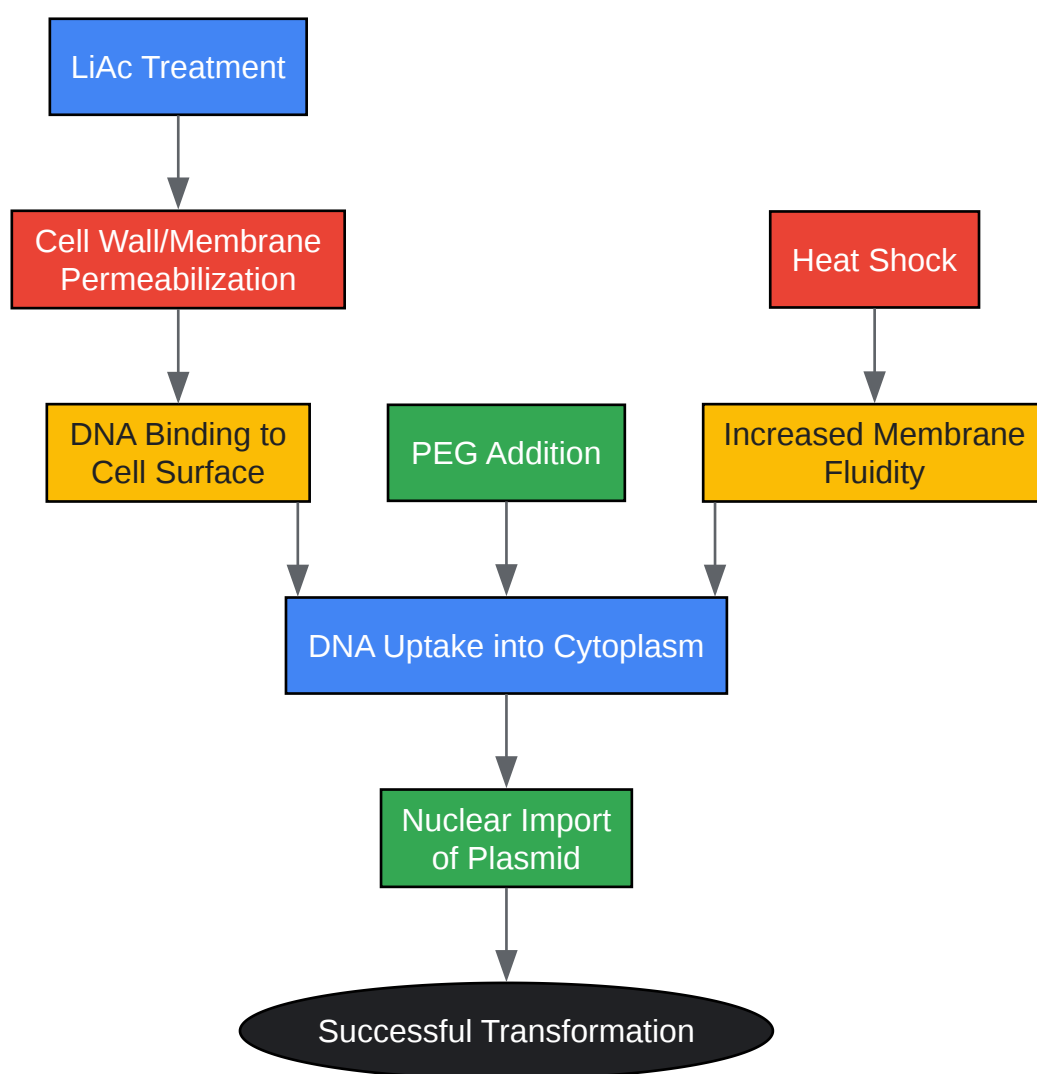 LiAc Treatment
Cell Wall/Membrane
Permeabilization
Heat Shock
DNA Binding to
Cell Surface
PEG Addition
Increased Membrane
Fluidity
DNA Uptake into Cytoplasm
Nuclear Import
of Plasmid
Successful Transformation